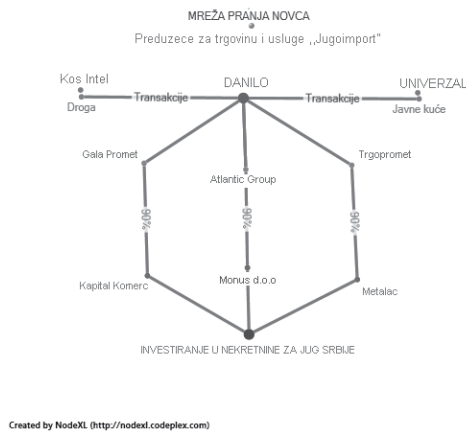 MREŽA PRANJA NOVCA
Preduzece za trgovinu i usluge ,,Jugoimport"
Kos Intel
DANILO
UNIVERZAL
Transakcije
Transakcije
Droga
Javne kuće
Gala Promet
Trgopromet
Atlantic Group
%06
%06
%06
Kapital Komerc
Monus d.o.o
Metalac
INVESTIRANJE U NEKRETNINE ZA JUG SRBIJE
Created by NodeXL (http://nodexl.codeplex.com)